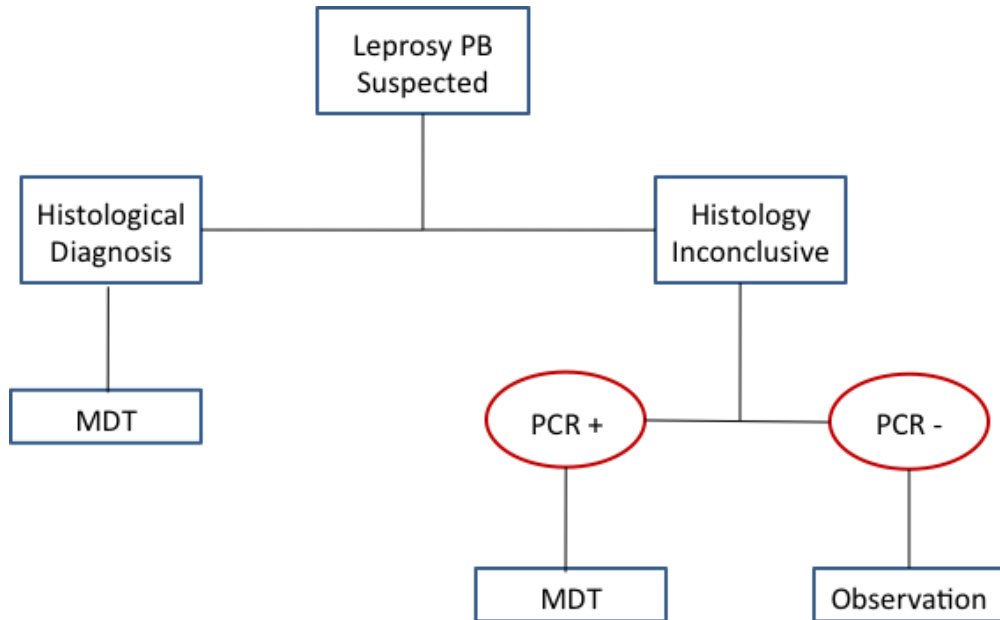 Leprosy PB
Suspected
Histological
Diagnosis
Histology
Inconclusive
MDT
PCR +
PCR -
MDT
Observation